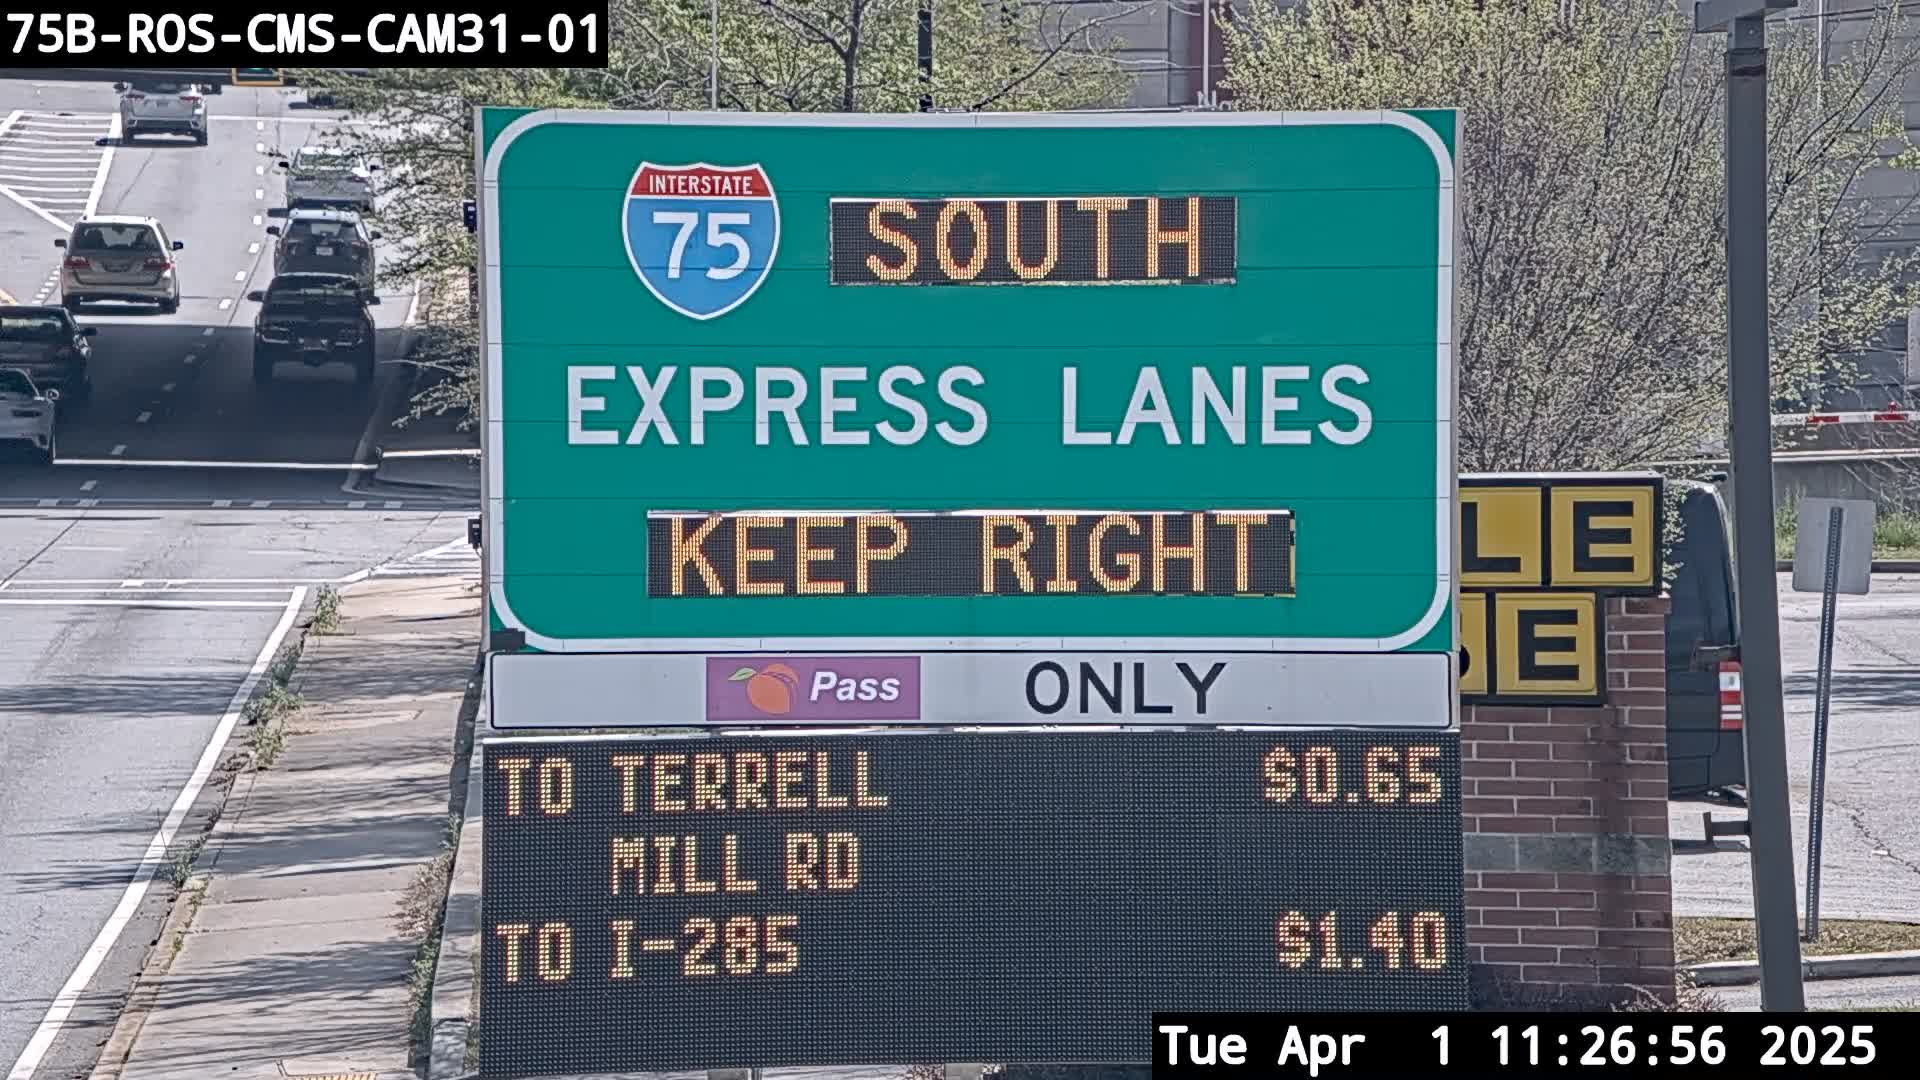 75B-ROS-CMS-CAM31-01
INTERSTATE
75
SOUTH
EXPRESS LANES
KEEP RIGHT
Pass ONLY
LE
E
TO TERRELL $0.65
MILL RD
TO I-285 $1.40
Tue Apr 1 11:26:56 2025